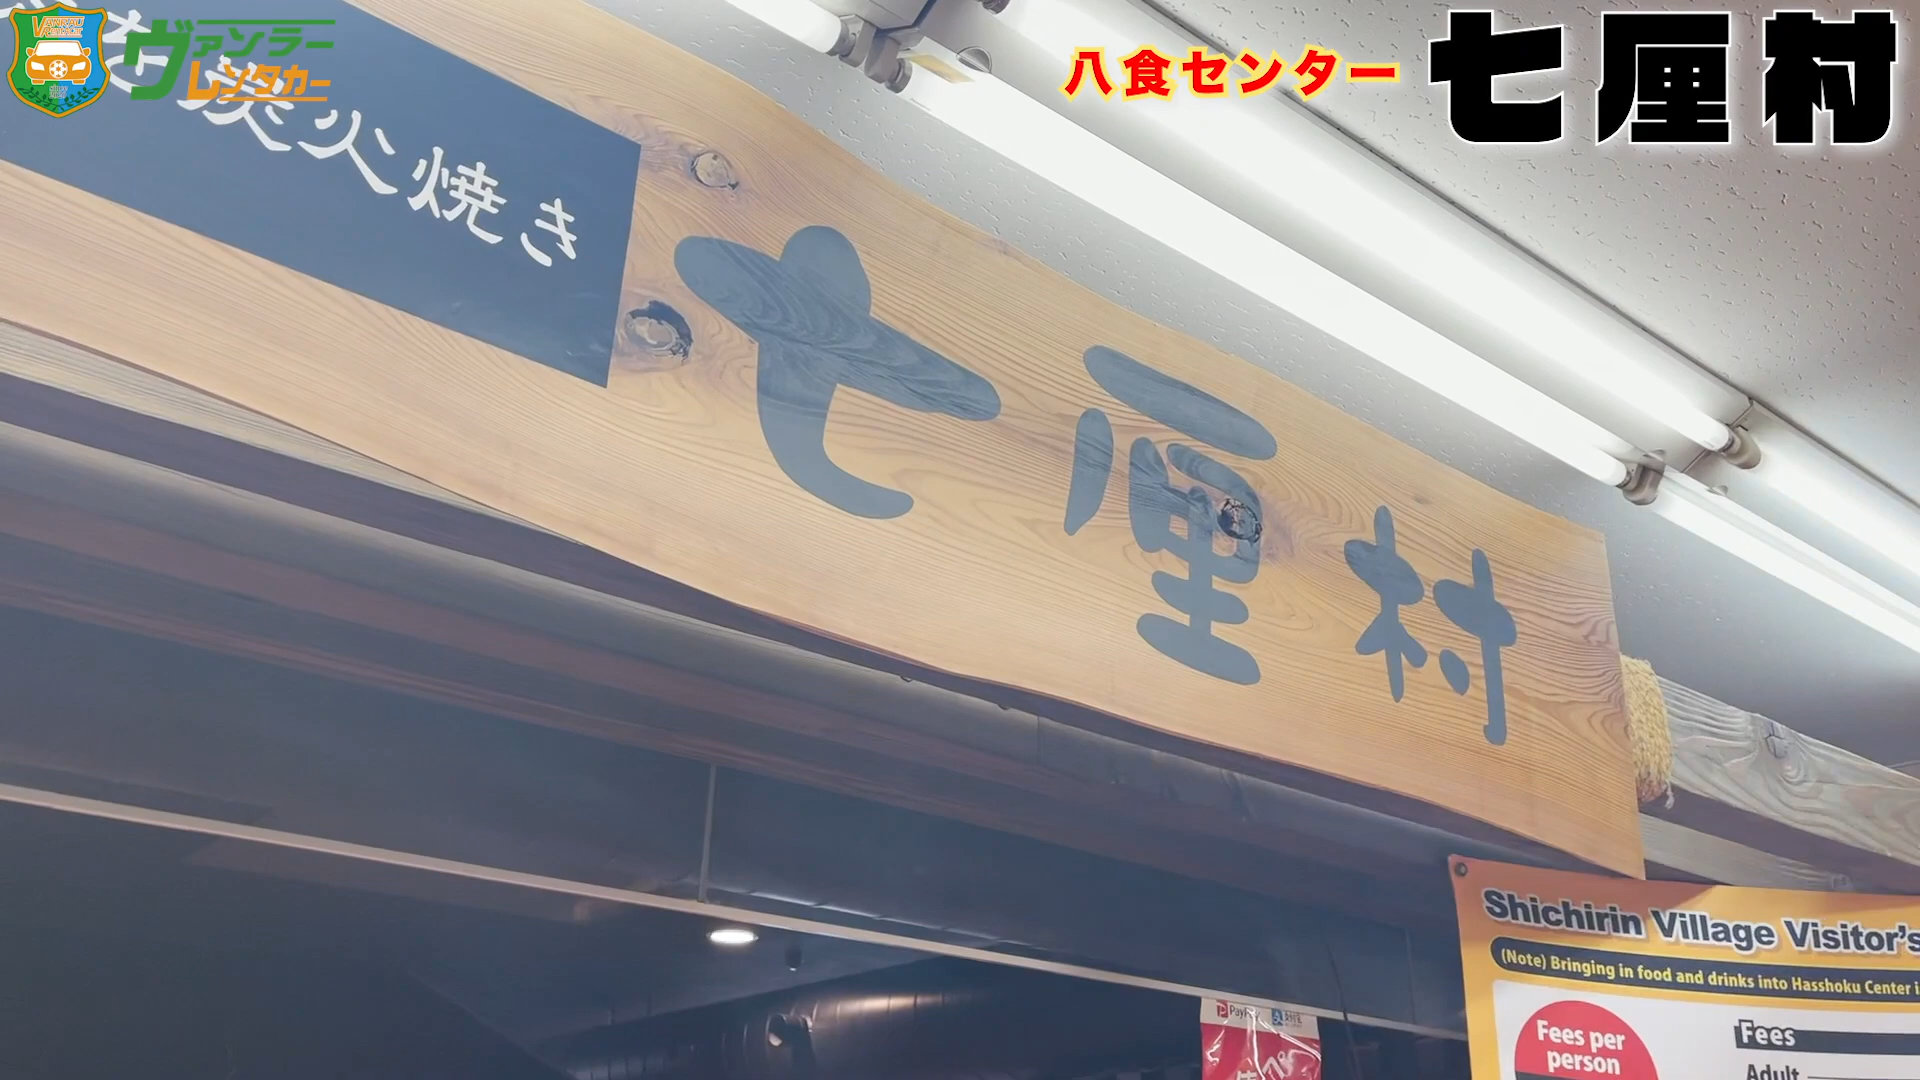 VANRAU
ヴァンラー
レンタカー
八食センター
七厘村
炭火焼き
七厘村
Shichirin Village Visitor's
(Note) Bringing in food and drinks into Hasshoku Center i
Fees per
person
Fees
Adult
PayPay